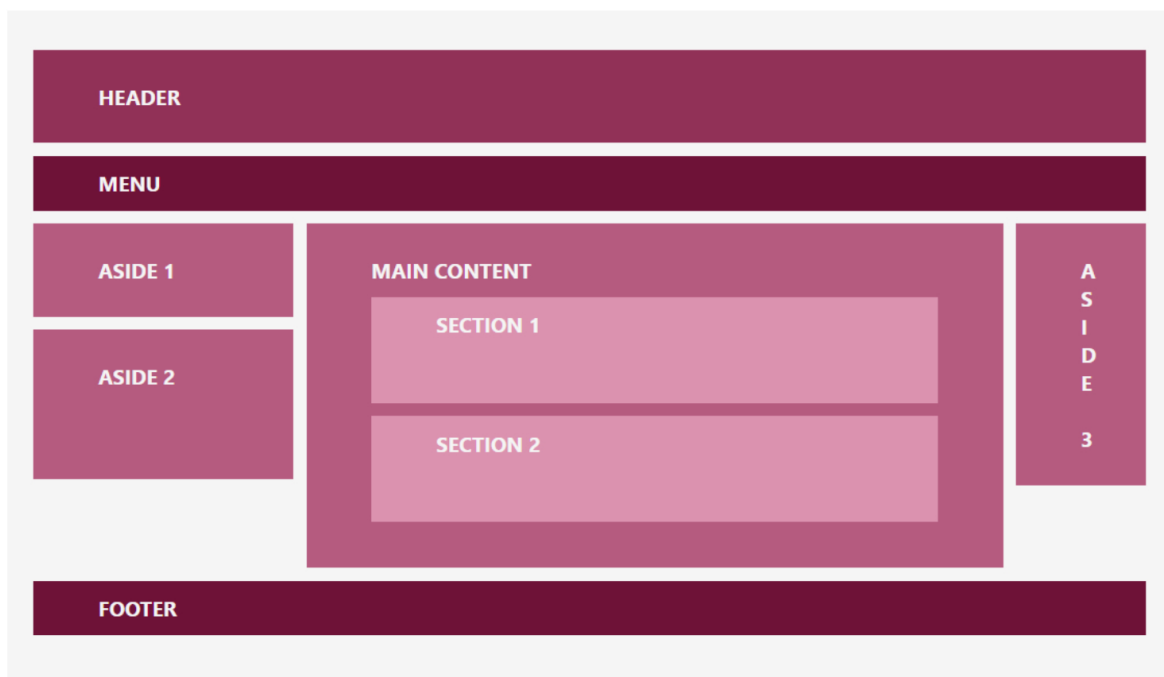 HEADER
MENU
ASIDE 1
ASIDE 2
MAIN CONTENT
SECTION 1
SECTION 2
A
S
I
D
E
3
FOOTER